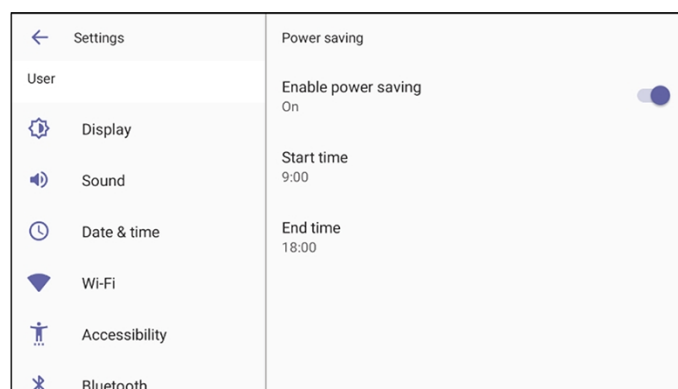 Settings
User
Display
Sound
Date & time
Wi-Fi
Accessibility
Bluetooth
Power saving
Enable power saving
On
Start time
9:00
End time
18:00